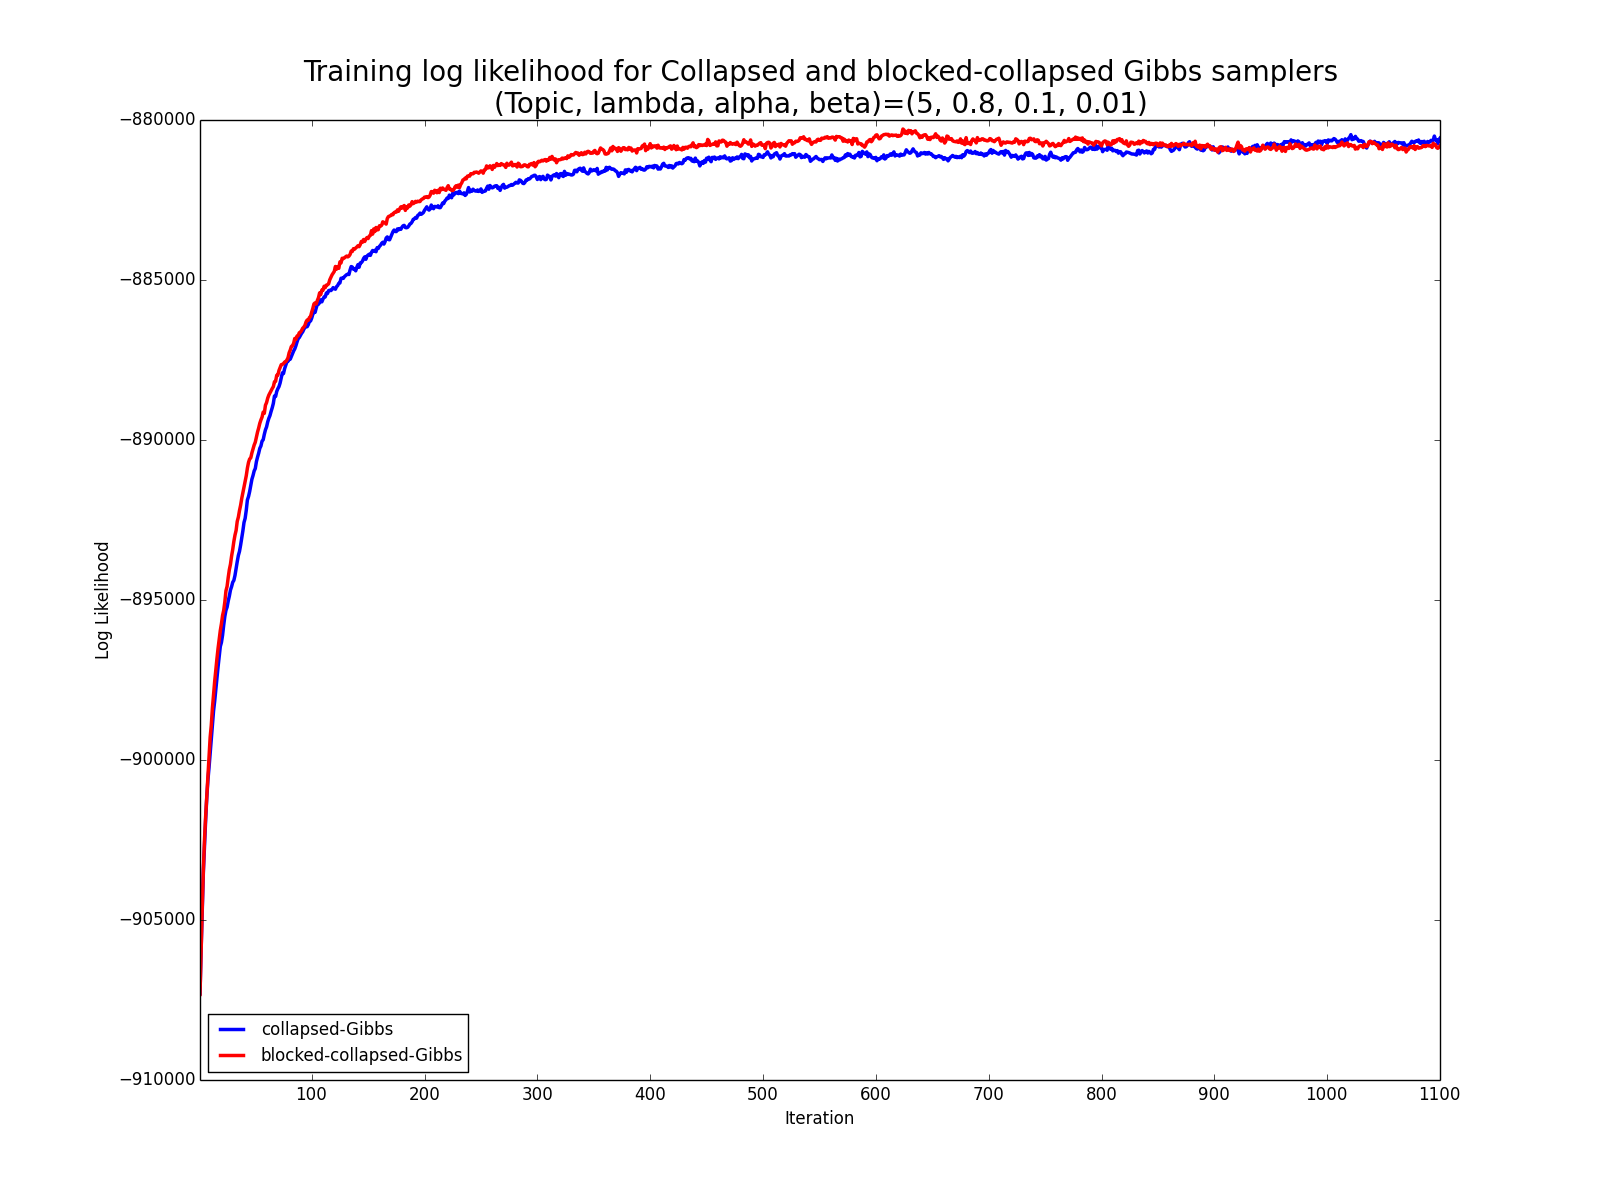 Training log likelihood for Collapsed and blocked-collapsed Gibbs samplers
(Topic, lambda, alpha, beta)=(5, 0.8, 0.1, 0.01)
−880000
−885000
−890000
−895000
−900000
−905000
−910000
Log Likelihood
collapsed-Gibbs
blocked-collapsed-Gibbs
100 200 300 400 500 600 700 800 900 1000 1100
Iteration